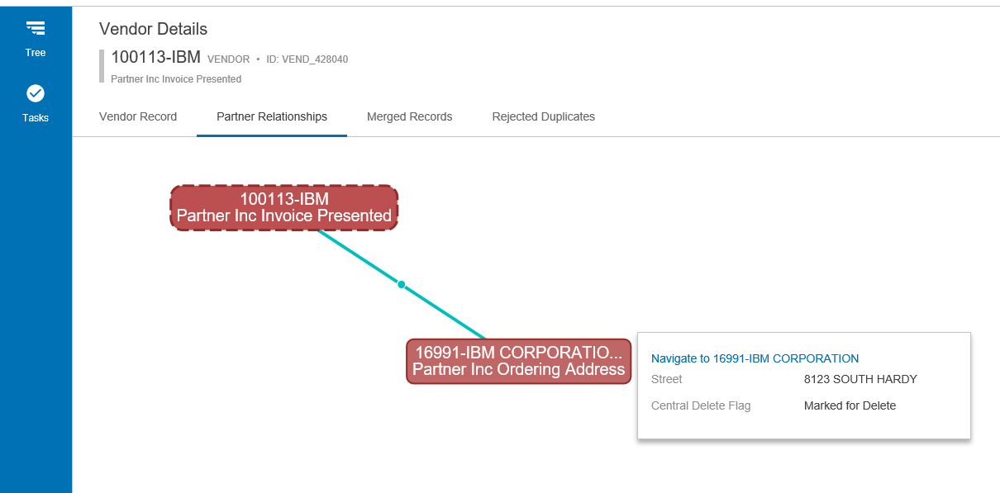 Tree
Tasks
Vendor Details
100113-IBM VENDOR • ID: VEND_428040
Partner Inc Invoice Presented
Vendor Record Partner Relationships Merged Records Rejected Duplicates
100113-IBM
Partner Inc Invoice Presented
16991-IBM CORPORATIO...
Partner Inc Ordering Address
Navigate to 16991-IBM CORPORATION
Street 8123 SOUTH HARDY
Central Delete Flag Marked for Delete